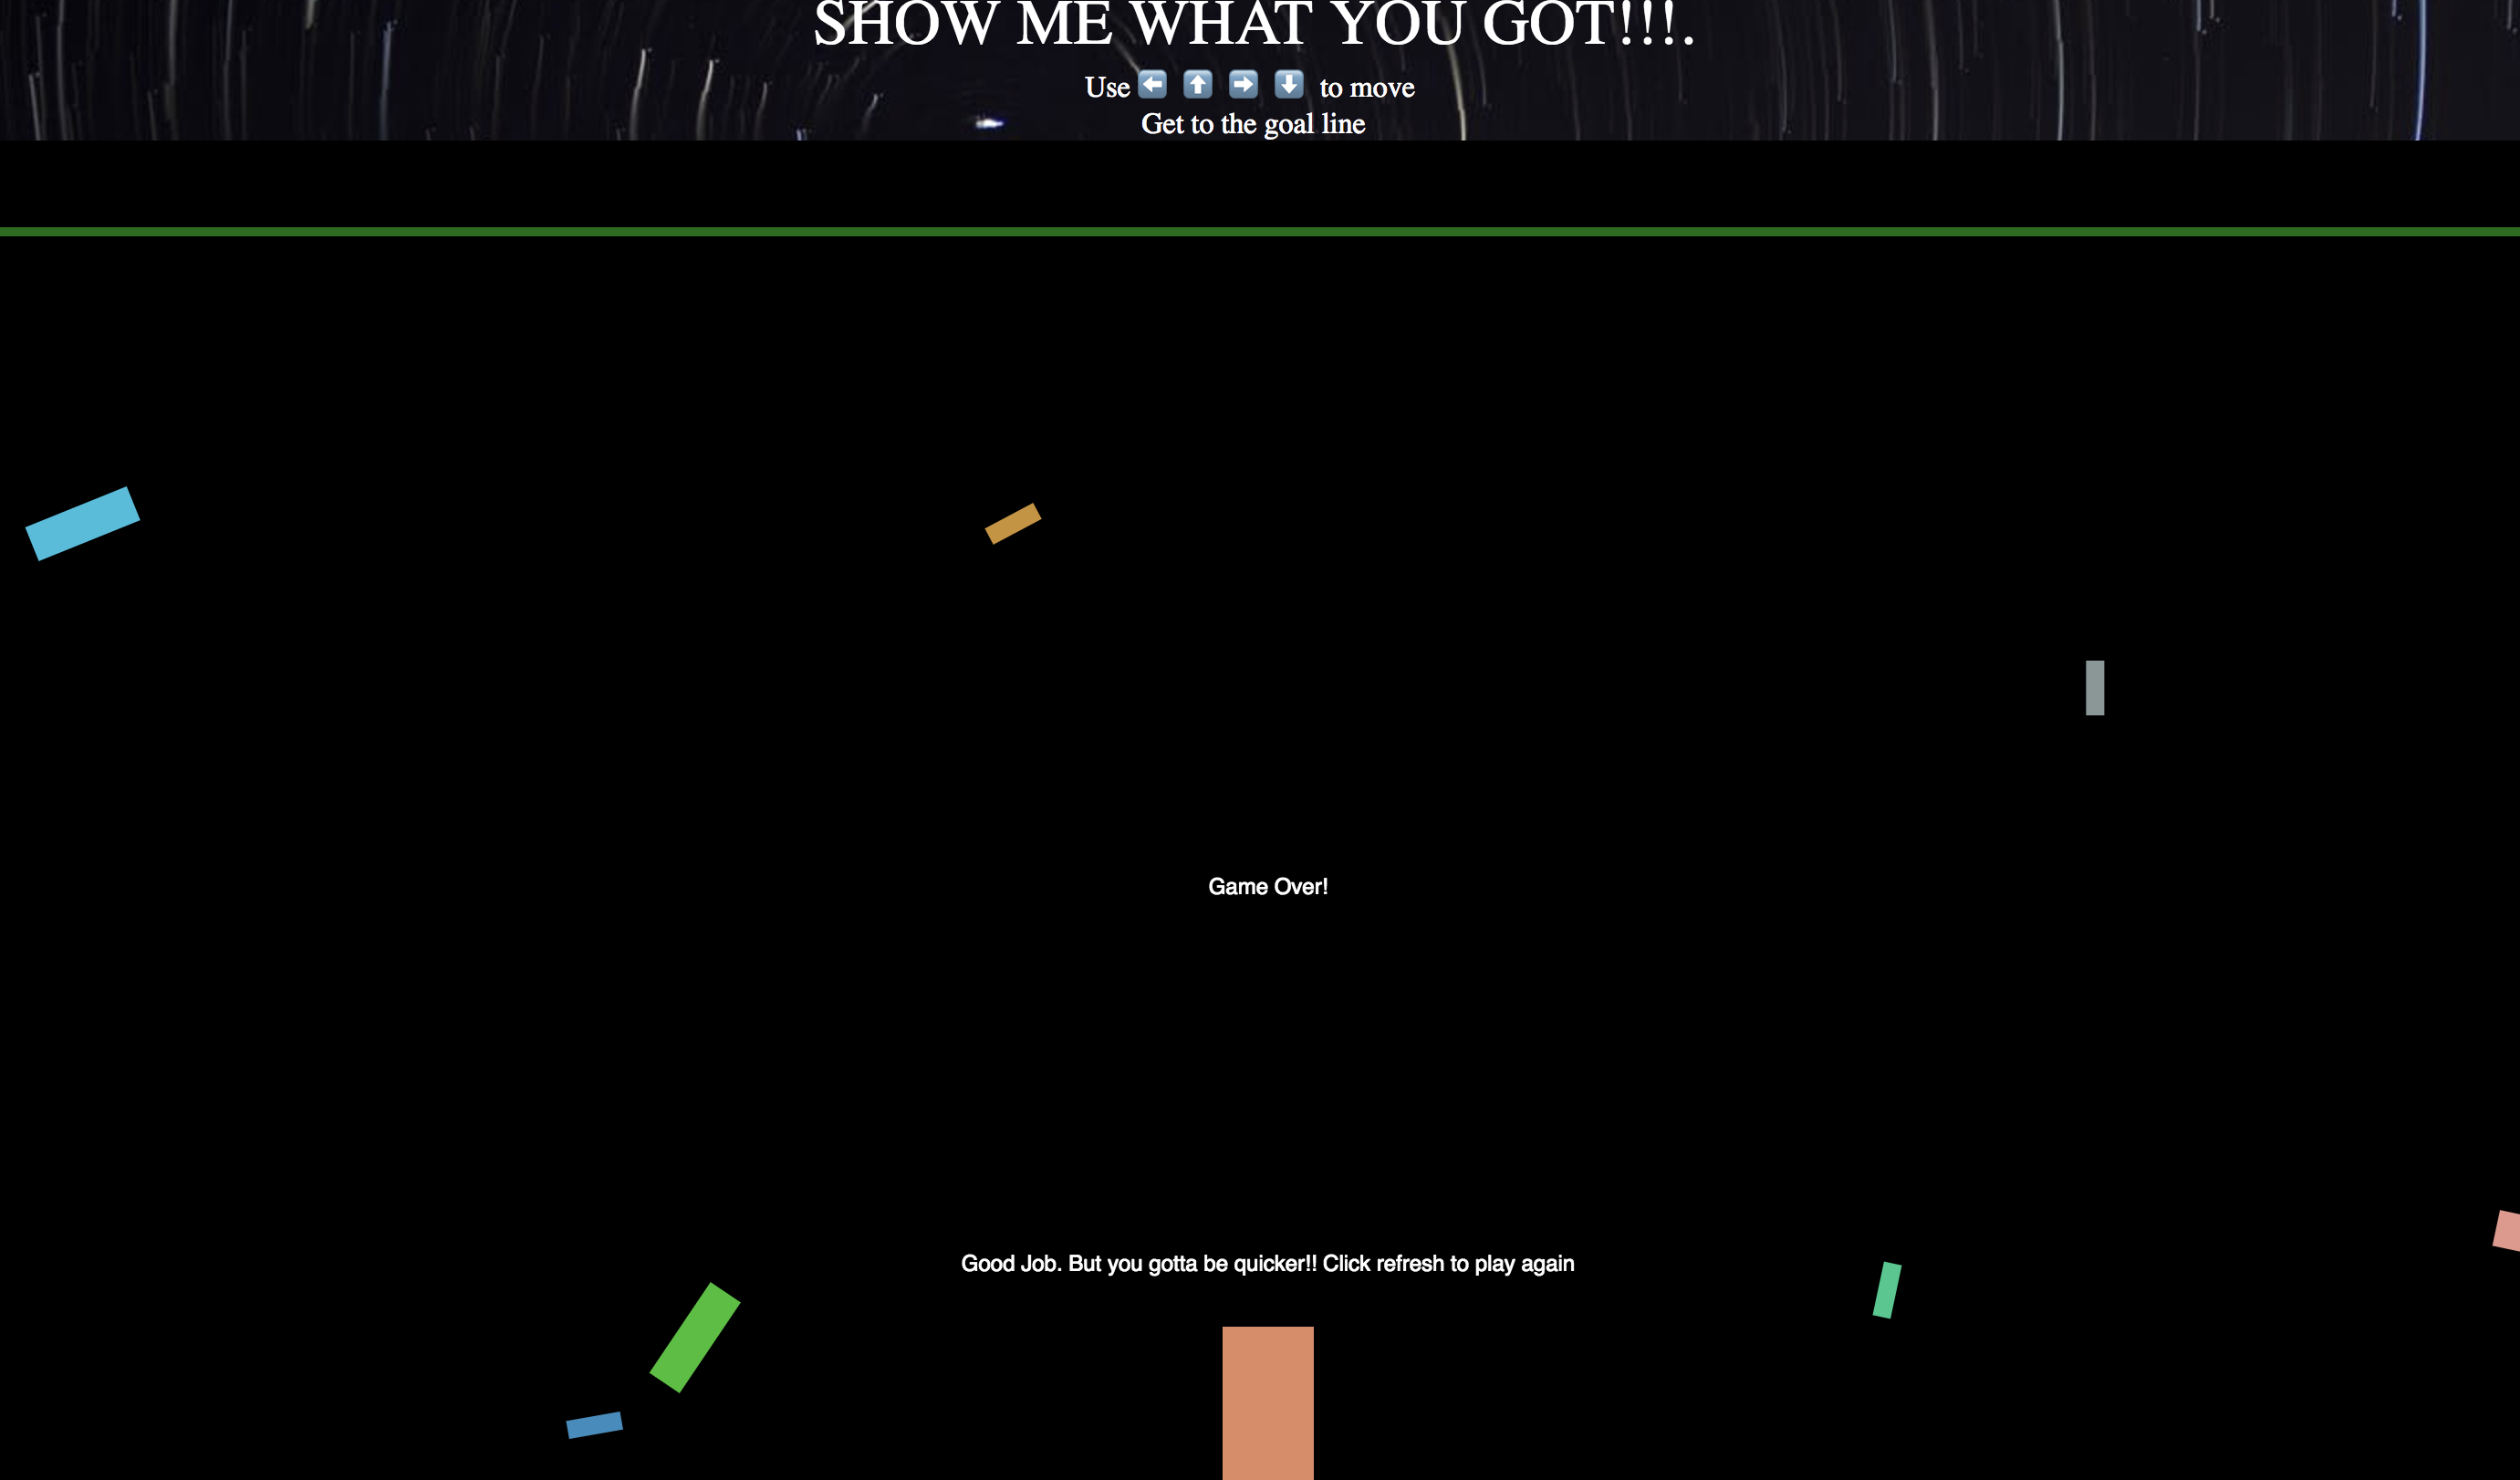 SHOW ME WHAT YOU GOT!!!.
Use ⬅️ ⬆️ ➡️ ⬇️ to move
Get to the goal line
Game Over!
Good Job. But you gotta be quicker!! Click refresh to play again